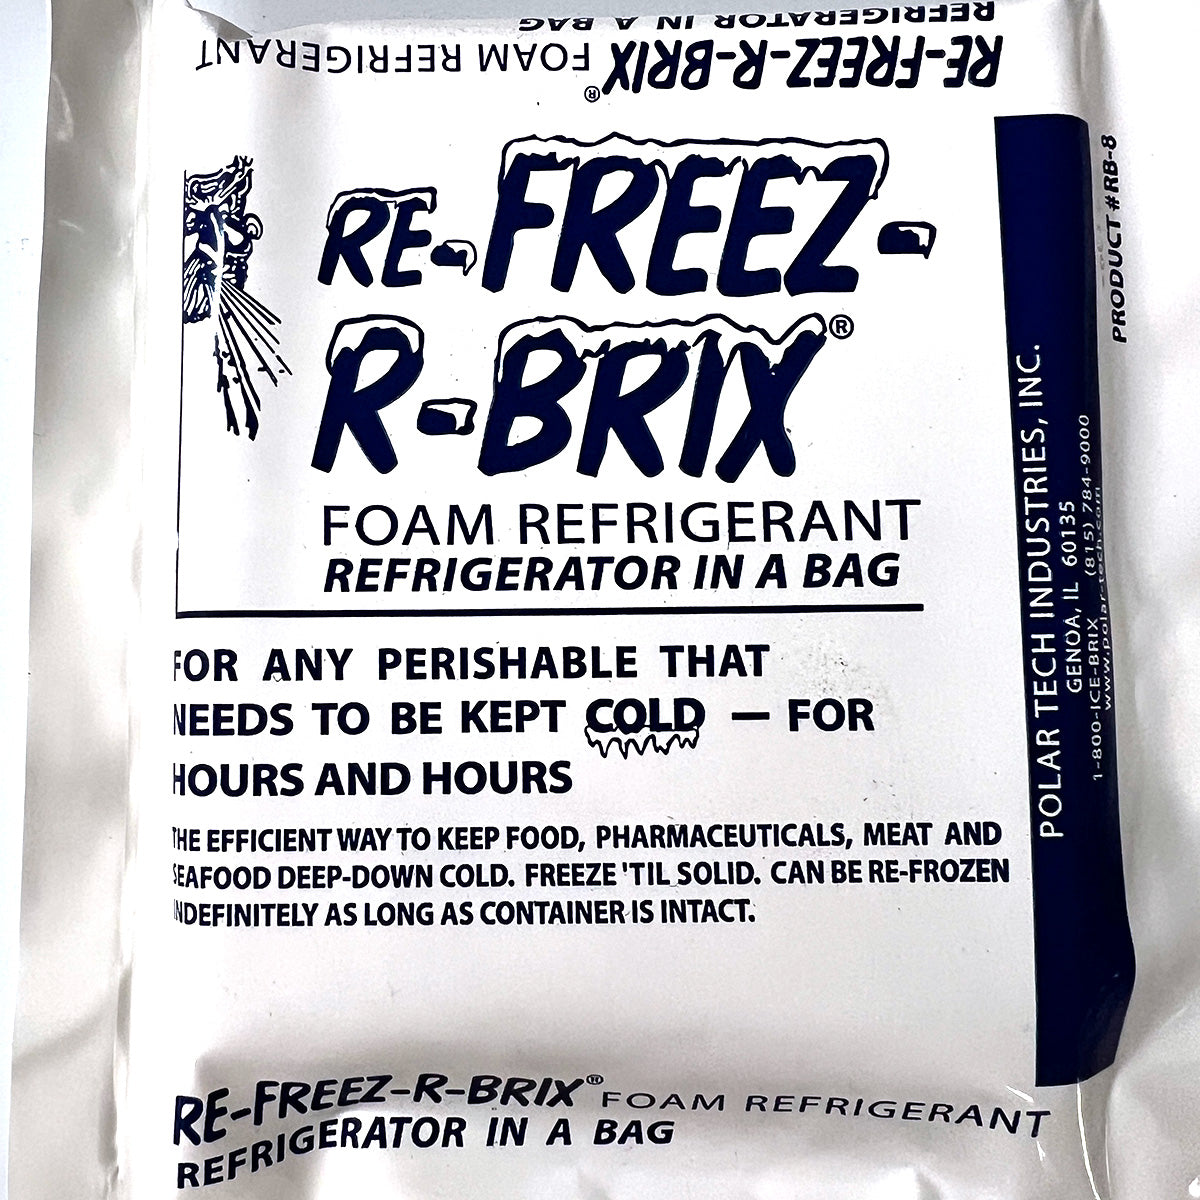 REFRIGERATOR IN A BAG
RE-FREEZ-R-BRIX® FOAM REFRIGERANT
RE-FREEZ-
R-BRIX®
FOAM REFRIGERANT
REFRIGERATOR IN A BAG
FOR ANY PERISHABLE THAT
NEEDS TO BE KEPT COLD — FOR
HOURS AND HOURS
THE EFFICIENT WAY TO KEEP FOOD, PHARMACEUTICALS, MEAT AND
SEAFOOD DEEP-DOWN COLD. FREEZE 'TIL SOLID. CAN BE RE-FROZEN
INDEFINITELY AS LONG AS CONTAINER IS INTACT.
RE-FREEZ-R-BRIX® FOAM REFRIGERANT
REFRIGERATOR IN A BAG
POLAR TECH INDUSTRIES, INC.
GENOA, IL 60135
1-800-ICE-BRIX (815) 784-9000
www.polar-tech.com
PRODUCT #RB-8